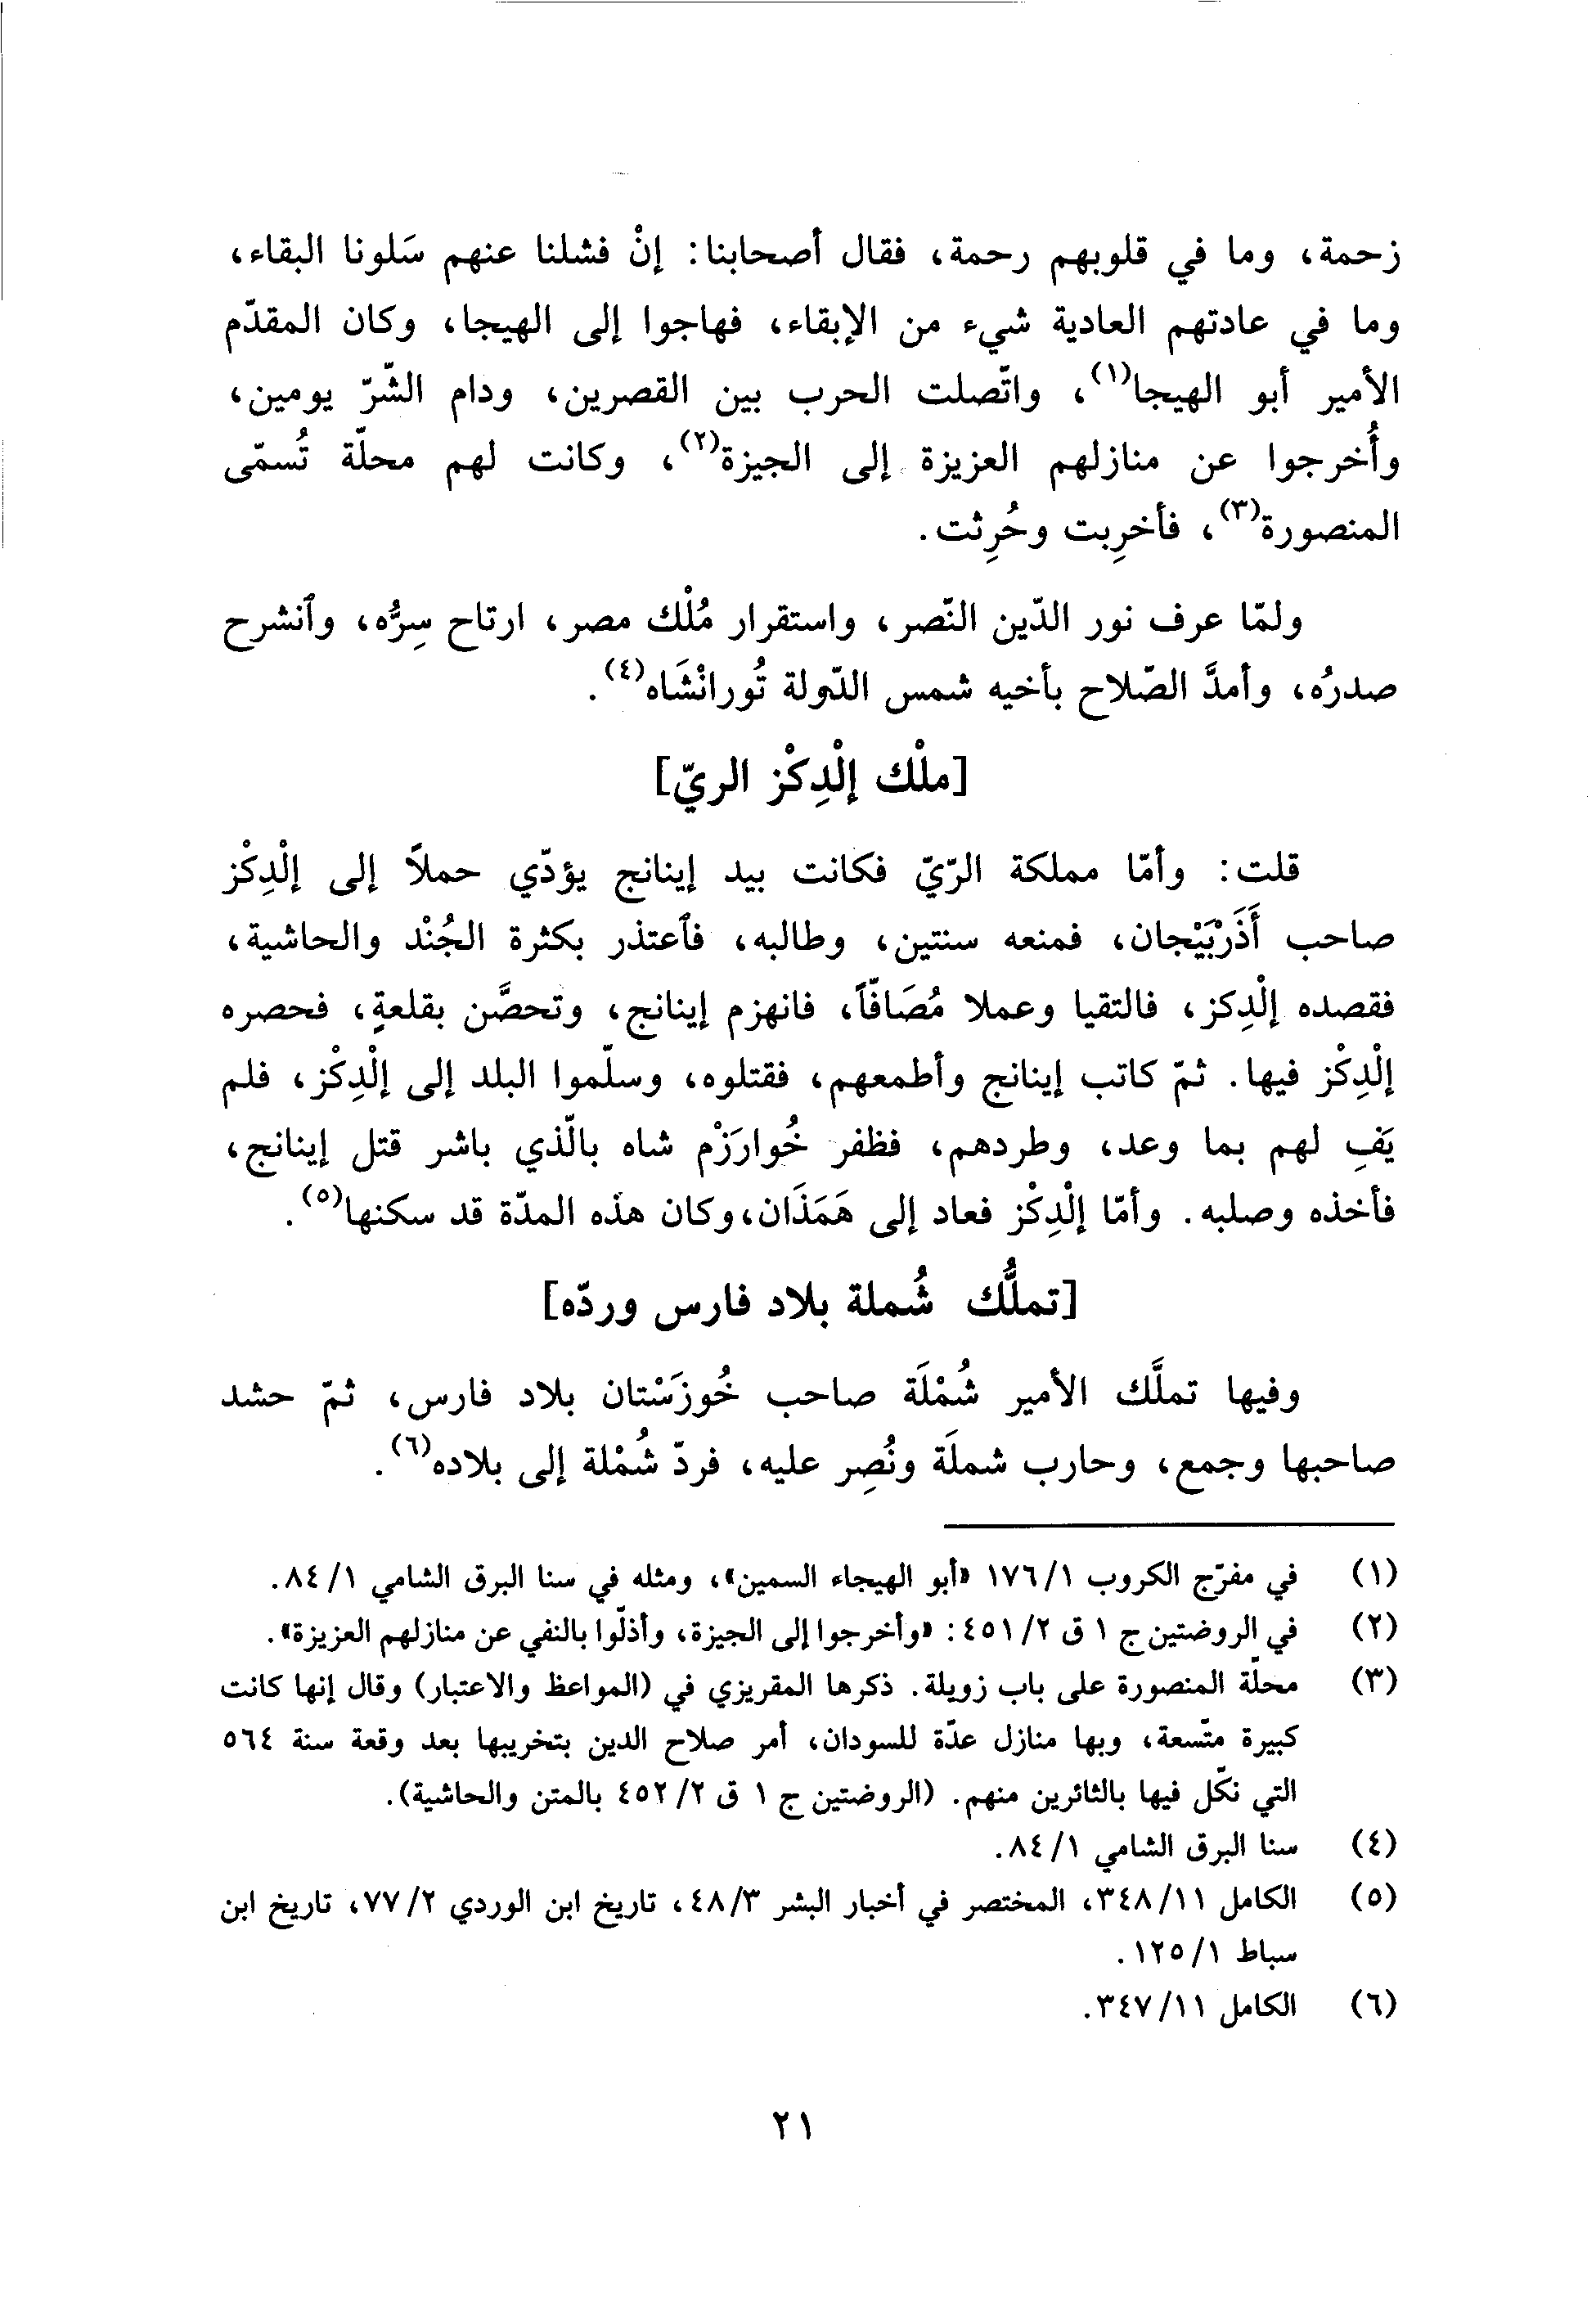 زحمة، وما في قلوبهم رحمة، فقال أصحابنا: إنْ فشلنا عنهم سَلونا البقاء،
وما في عادتهم العادية شيء من الإبقاء، فهاجوا إلى الهيجا، وكان المقدّم
الأمير أبو الهيجا(١)، واتّصلت الحرب بين القصرين، ودام الشّرّ يومين،
وأُخرجوا عن منازلهم العزيزة إلى الجيزة(٢)، وكانت لهم محلّة تُسمّى
المنصورة(٣)، فأخرِبت وحُرِثت.
ولمّا عرف نور الدّين النّصر، واستقرار مُلْك مصر، ارتاح سِرُّه، وٱنشرح
صدرُه، وأمدَّ الصّلاح بأخيه شمس الدّولة تُورانْشَاه(٤).
[ملْك إلْدِكْز الريّ]
قلت: وأمّا مملكة الرّيّ فكانت بيد إينانج يؤدّي حملاً إلى إلْدِكْز
صاحب أَذَرْبَيْجان، فمنعه سنتين، وطالبه، فٱعتذر بكثرة الجُنْد والحاشية،
فقصده إلْدِكز، فالتقيا وعملا مُصَافّاً، فانهزم إينانج، وتحصَّن بقلعةٍ، فحصره
إلْدِكْز فيها. ثمّ كاتب إينانج وأطمعهم، فقتلوه، وسلّموا البلد إلى إلْدِكْز، فلم
يَفِ لهم بما وعد، وطردهم، فظفر خُوارَزْم شاه بالّذي باشر قتل إينانج،
فأخذه وصلبه. وأمّا إلْدِكْز فعاد إلى هَمَذَان، وكان هذه المدّة قد سكنها(٥).
[تملُّك شُملة بلاد فارس وردّه]
وفيها تملَّك الأمير شُمْلَة صاحب خُوزَسْتان بلاد فارس، ثمّ حشد
صاحبها وجمع، وحارب شملَة ونُصِر عليه، فردّ شُمْلة إلى بلاده(٦).
(١) في مفرّج الكروب ١/ ١٧٦ «أبو الهيجاء السمين»، ومثله في سنا البرق الشامي ١/ ٨٤.
(٢) في الروضتين ج ١ ق ٢/ ٤٥١: «وأخرجوا إلى الجيزة، وأذلّوا بالنفي عن منازلهم العزيزة».
(٣) محلّة المنصورة على باب زويلة. ذكرها المقريزي في (المواعظ والاعتبار) وقال إنها كانت
كبيرة متّسعة، وبها منازل عدّة للسودان، أمر صلاح الدين بتخريبها بعد وقعة سنة ٥٦٤
التي نكّل فيها بالثائرين منهم. (الروضتين ج ١ ق ٢/ ٤٥٢ بالمتن والحاشية).
(٤) سنا البرق الشامي ١/ ٨٤.
(٥) الكامل ١١/ ٣٤٨، المختصر في أخبار البشر ٣/ ٤٨، تاريخ ابن الوردي ٢/ ٧٧، تاريخ ابن
سباط ١/ ١٢٥.
(٦) الكامل ١١/ ٣٤٧.
٢١